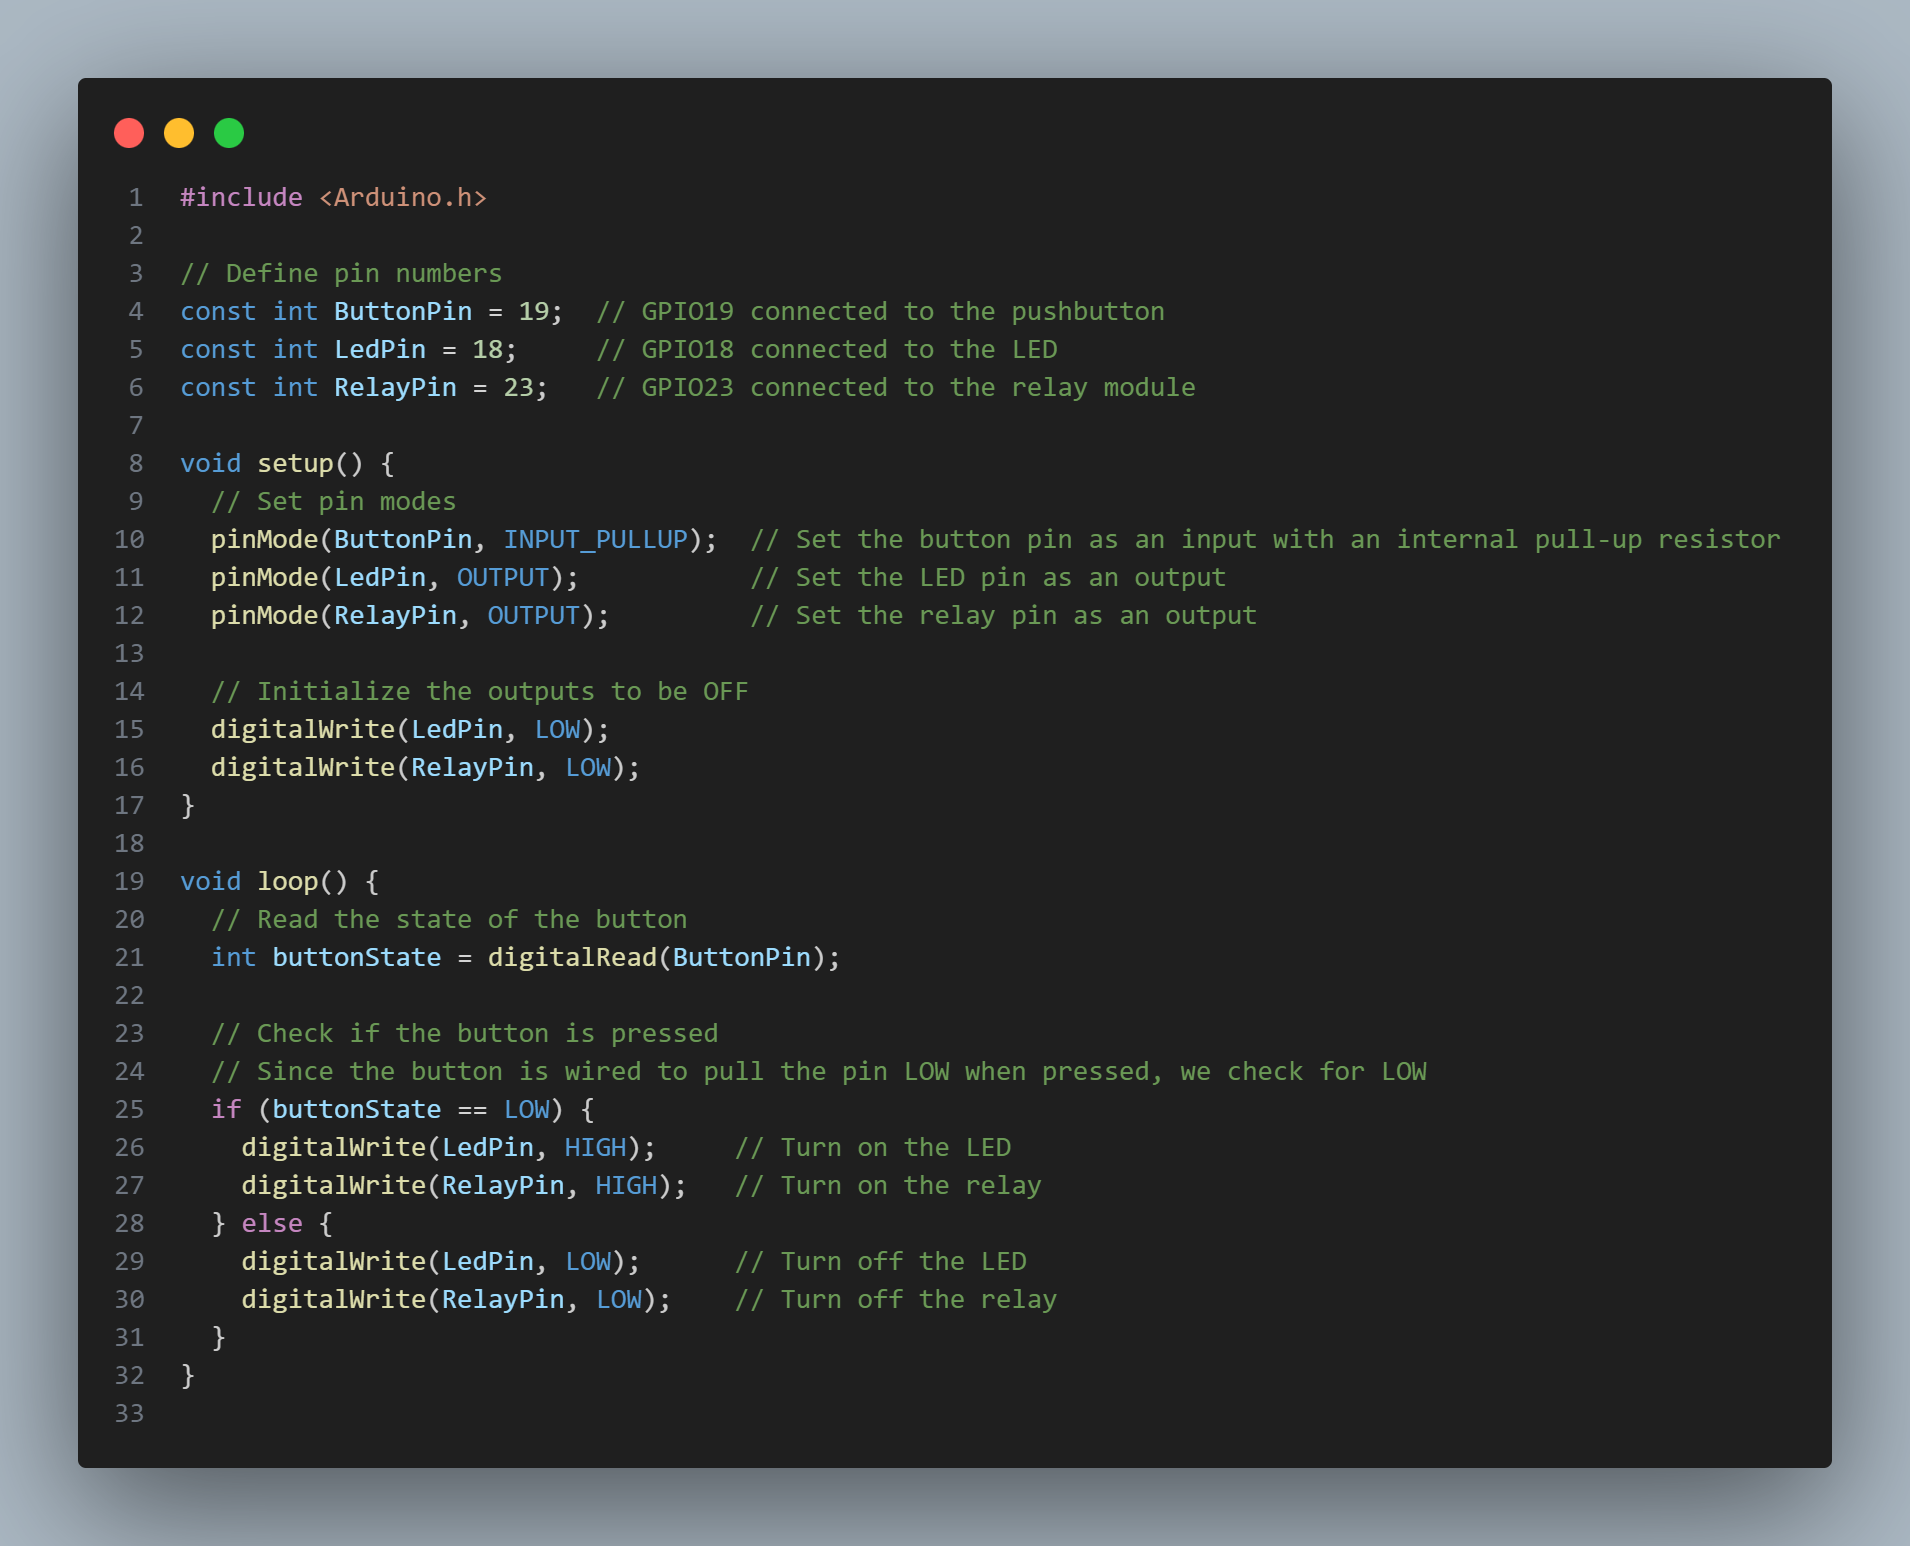 1 #include <Arduino.h>
2
3 // Define pin numbers
4 const int ButtonPin = 19;  // GPIO19 connected to the pushbutton
5 const int LedPin = 18;     // GPIO18 connected to the LED
6 const int RelayPin = 23;   // GPIO23 connected to the relay module
7
8 void setup() {
9   // Set pin modes
10   pinMode(ButtonPin, INPUT_PULLUP);  // Set the button pin as an input with an internal pull-up resistor
11   pinMode(LedPin, OUTPUT);           // Set the LED pin as an output
12   pinMode(RelayPin, OUTPUT);         // Set the relay pin as an output
13
14   // Initialize the outputs to be OFF
15   digitalWrite(LedPin, LOW);
16   digitalWrite(RelayPin, LOW);
17 }
18
19 void loop() {
20   // Read the state of the button
21   int buttonState = digitalRead(ButtonPin);
22
23   // Check if the button is pressed
24   // Since the button is wired to pull the pin LOW when pressed, we check for LOW
25   if (buttonState == LOW) {
26     digitalWrite(LedPin, HIGH);     // Turn on the LED
27     digitalWrite(RelayPin, HIGH);   // Turn on the relay
28   } else {
29     digitalWrite(LedPin, LOW);      // Turn off the LED
30     digitalWrite(RelayPin, LOW);    // Turn off the relay
31   }
32 }
33